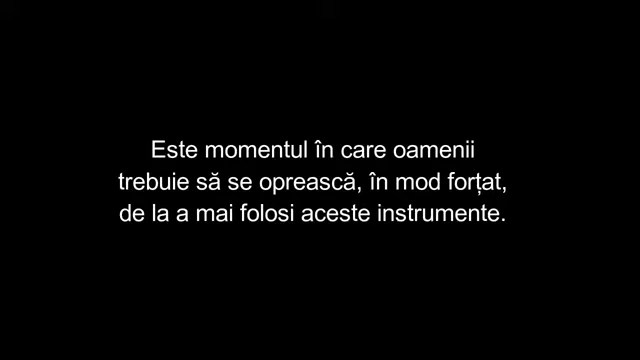 Este momentul în care oamenii
trebuie să se oprească, în mod forțat,
de la a mai folosi aceste instrumente.